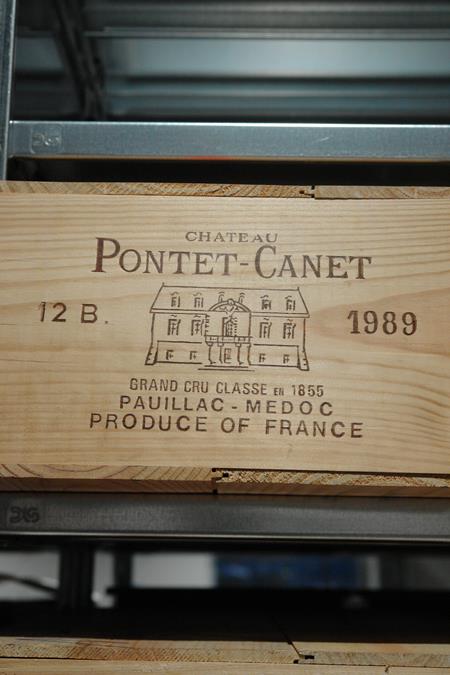 CHATEAU
PONTET-CANET
12 B.
1989
GRAND CRU CLASSE EN 1855
PAUILLAC - MEDOC
PRODUCE OF FRANCE